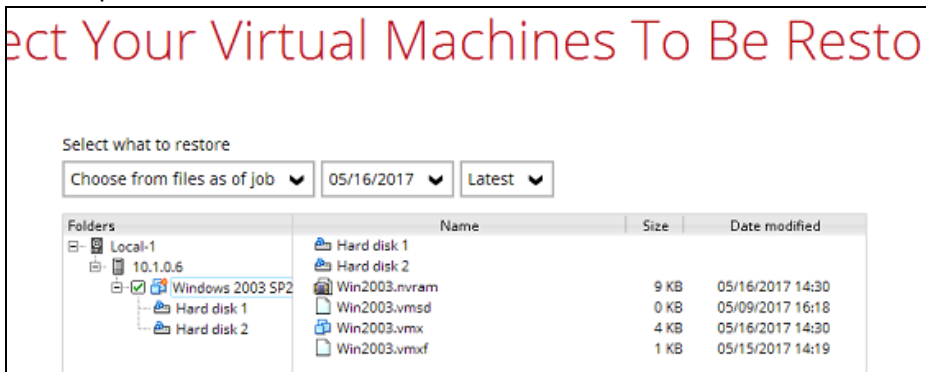 ect Your Virtual Machines To Be Resto
Select what to restore
Choose from files as of job 05/16/2017 Latest
Folders Name Size Date modified
Local-1 Hard disk 1
10.1.0.6 Hard disk 2
Windows 2003 SP2 Win2003.nvram 9 KB 05/16/2017 14:30
Hard disk 1 Win2003.vmsd 0 KB 05/09/2017 16:18
Hard disk 2 Win2003.vmx 4 KB 05/16/2017 14:30
Win2003.vmxf 1 KB 05/15/2017 14:19